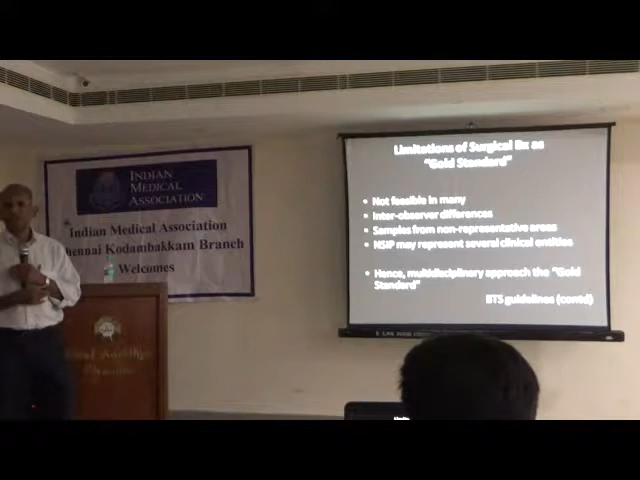 INDIAN
MEDICAL
ASSOCIATION
Indian Medical Association
Chennai Kodambakkam Branch
Welcomes
Limitations of Surgical Bx as
"Gold Standard"
• Not feasible in many
• Inter-observer differences
• Samples from non-representative areas
• NSIP may represent several clinical entities
• Hence, multidisciplinary approach the "Gold
Standard"
BTS guidelines (contd)